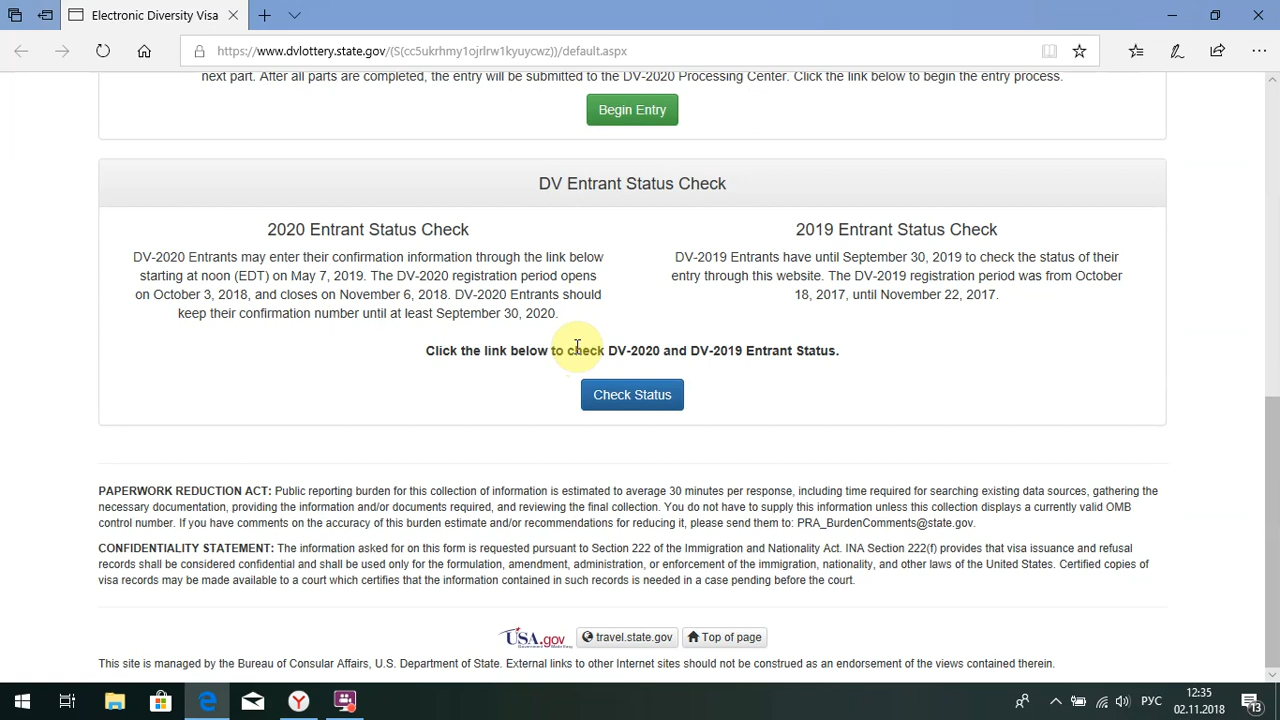 Electronic Diversity Visa
https://www.dvlottery.state.gov/(S(cc5ukrhmy1ojrlrw1kyuycwz))/default.aspx
next part. After all parts are completed, the entry will be submitted to the DV-2020 Processing Center. Click the link below to begin the entry process.
Begin Entry
DV Entrant Status Check
2020 Entrant Status Check
DV-2020 Entrants may enter their confirmation information through the link below
starting at noon (EDT) on May 7, 2019. The DV-2020 registration period opens
on October 3, 2018, and closes on November 6, 2018. DV-2020 Entrants should
keep their confirmation number until at least September 30, 2020.
2019 Entrant Status Check
DV-2019 Entrants have until September 30, 2019 to check the status of their
entry through this website. The DV-2019 registration period was from October
18, 2017, until November 22, 2017.
Click the link below to check DV-2020 and DV-2019 Entrant Status.
Check Status
PAPERWORK REDUCTION ACT: Public reporting burden for this collection of information is estimated to average 30 minutes per response, including time required for searching existing data sources, gathering the
necessary documentation, providing the information and/or documents required, and reviewing the final collection. You do not have to supply this information unless this collection displays a currently valid OMB
control number. If you have comments on the accuracy of this burden estimate and/or recommendations for reducing it, please send them to: PRA_BurdenComments@state.gov.
CONFIDENTIALITY STATEMENT: The information asked for on this form is requested pursuant to Section 222 of the Immigration and Nationality Act. INA Section 222(f) provides that visa issuance and refusal
records shall be considered confidential and shall be used only for the formulation, amendment, administration, or enforcement of the immigration, nationality, and other laws of the United States. Certified copies of
visa records may be made available to a court which certifies that the information contained in such records is needed in a case pending before the court.
USA.gov
Government Made Easy
travel.state.gov
Top of page
This site is managed by the Bureau of Consular Affairs, U.S. Department of State. External links to other Internet sites should not be construed as an endorsement of the views contained therein.
РУС
12:35
02.11.2018
13